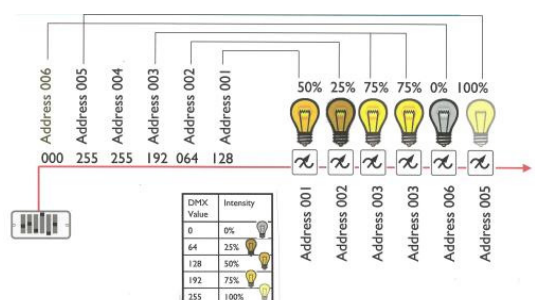 Address 006
Address 005
Address 004
Address 003
Address 002
Address 001
50% 25% 75% 75% 0% 100%
000 255 255 192 064 128
Address 001
Address 002
Address 003
Address 003
Address 006
Address 005
DMX Value Intensity
0 0%
64 25%
128 50%
192 75%
255 100%